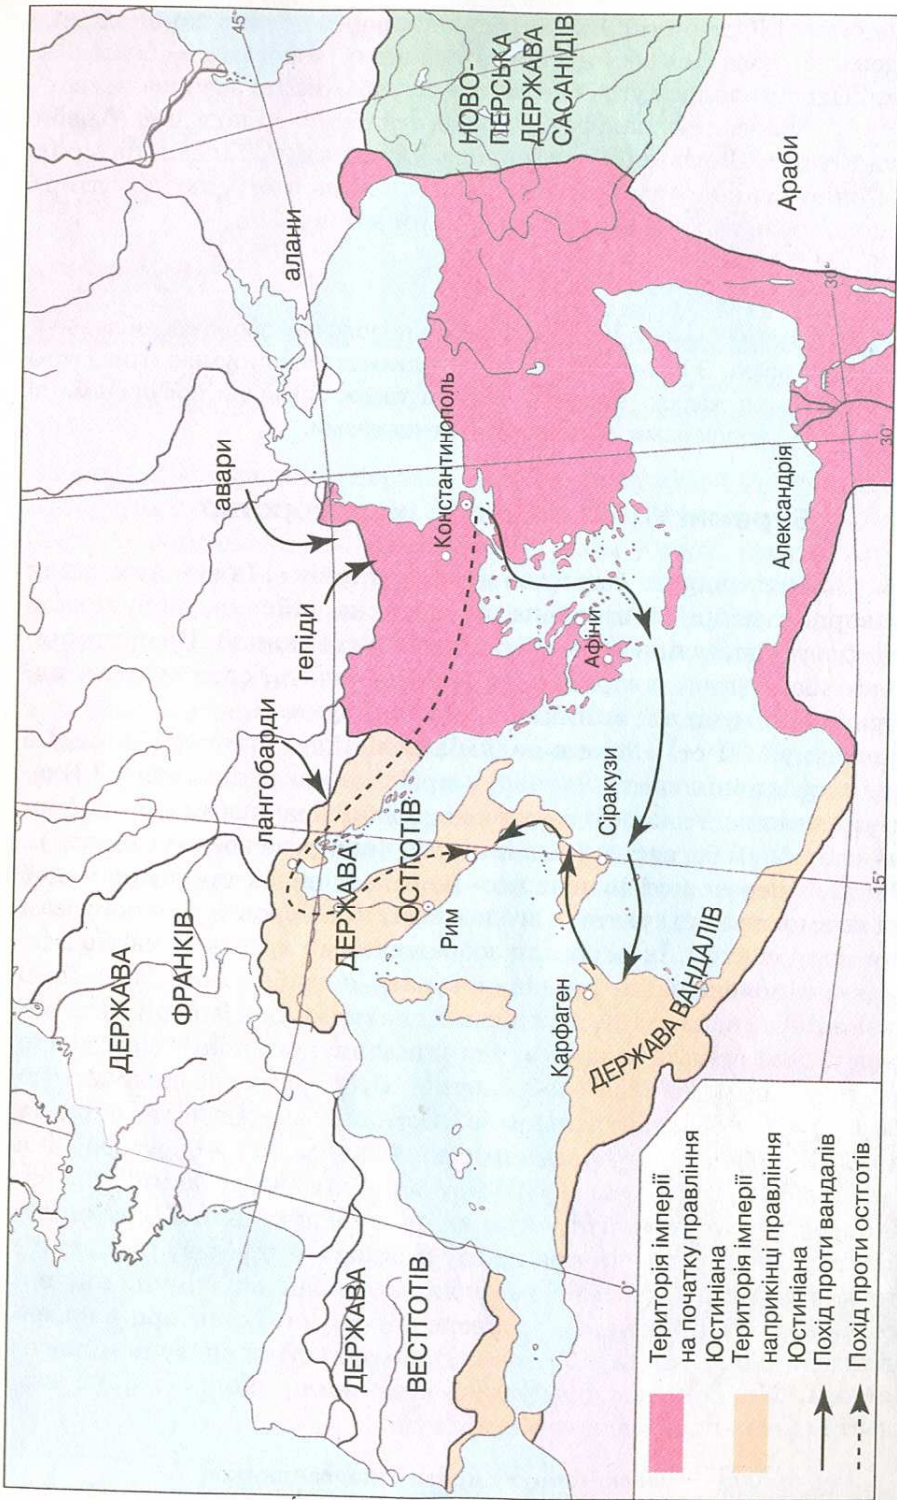 45°
алани
НОВО-
ПЕРСЬКА
ДЕРЖАВА
САСАНІДІВ
Араби
30°
30°
авари
гепіди
лангобарди
Константинополь
Афіни
Александрія
ДЕРЖАВА
ФРАНКІВ
ДЕРЖАВА
ОСТГОТІВ
Рим
Сіракузи
15°
Карфаген
ДЕРЖАВА ВАНДАЛІВ
ДЕРЖАВА
ВЕСТГОТІВ
0°
Територія імперії
на початку правління
Юстиніана
Територія імперії
наприкінці правління
Юстиніана
Похід проти вандалів
Похід проти остготів